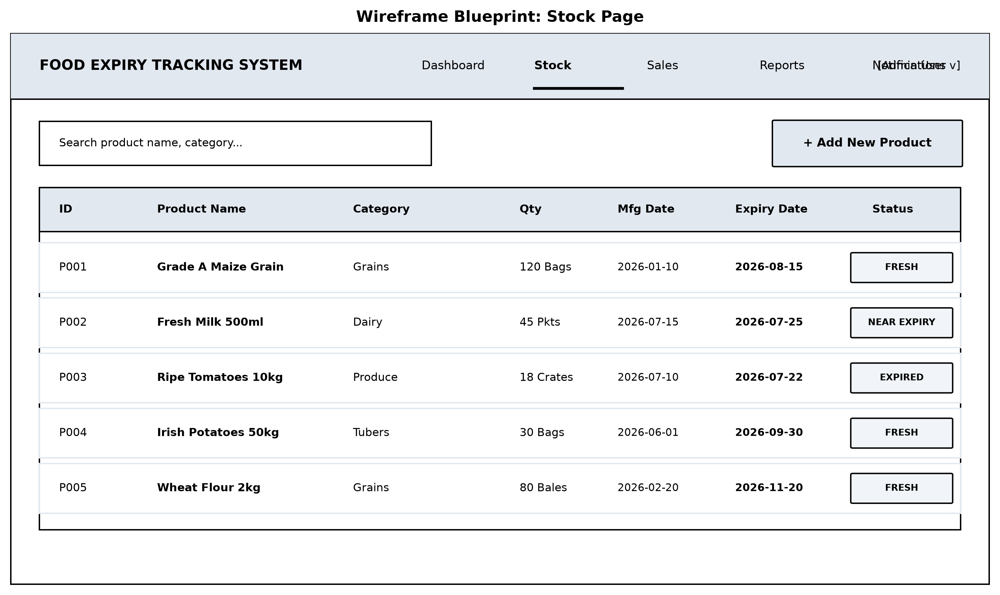 Wireframe Blueprint: Stock Page
FOOD EXPIRY TRACKING SYSTEM Dashboard Stock Sales Reports Notifications [Admin User v]
Search product name, category... + Add New Product
ID Product Name Category Qty Mfg Date Expiry Date Status
P001 Grade A Maize Grain Grains 120 Bags 2026-01-10 2026-08-15 FRESH
P002 Fresh Milk 500ml Dairy 45 Pkts 2026-07-15 2026-07-25 NEAR EXPIRY
P003 Ripe Tomatoes 10kg Produce 18 Crates 2026-07-10 2026-07-22 EXPIRED
P004 Irish Potatoes 50kg Tubers 30 Bags 2026-06-01 2026-09-30 FRESH
P005 Wheat Flour 2kg Grains 80 Bales 2026-02-20 2026-11-20 FRESH